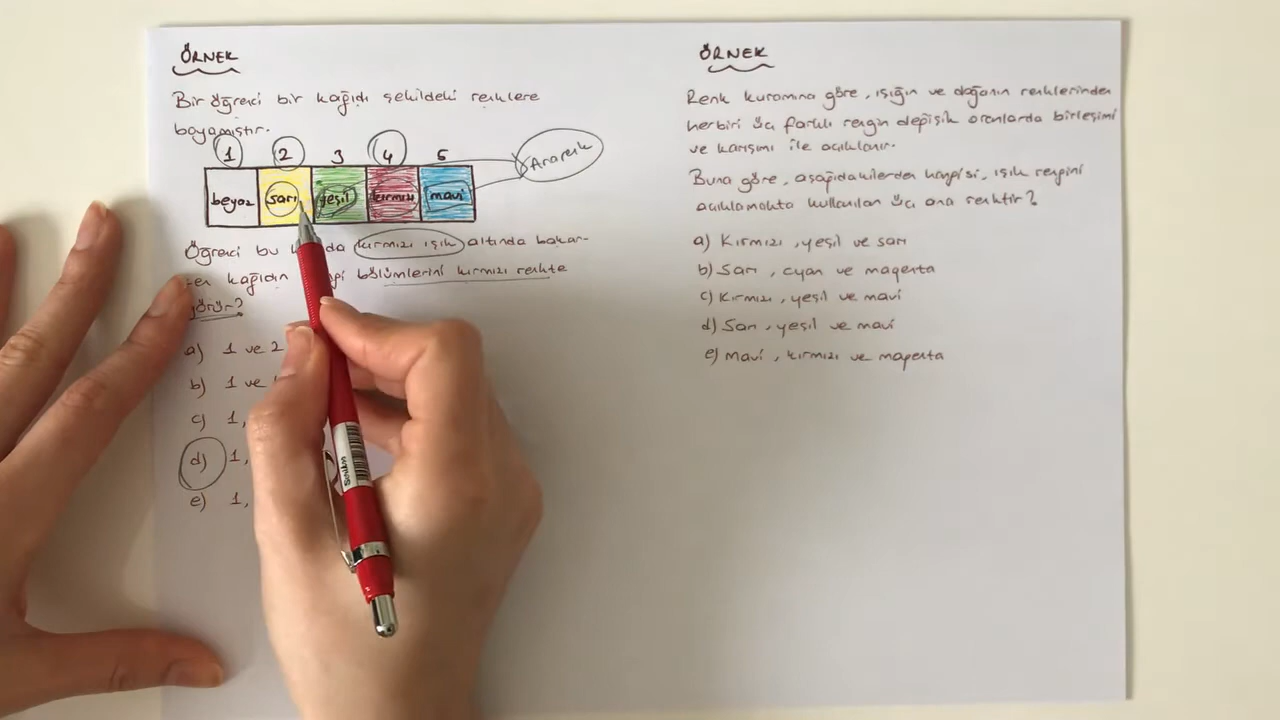 ÖRNEK
Bir öğrenci bir kağıdı şekildeki renklere
boyamıştır.
1 2 3 4 5
beyaz sarı yeşil kırmızı mavi
Öğrenci bu kırmızı ışık altında bakar-
kağıdın bölümlerini kırmızı renkte
görür?
a) 1 ve 2
b) 1 ve
c) 1,
d) 1,
e) 1,
ÖRNEK
Renk kuramına göre, ışığın ve doğanın renklerinden
herbiri üç farklı rengin değişik oranlarda birleşimi
ve karışımı ile açıklanır.
Buna göre, aşağıdakilerden hangisi, ışık rengini
açıklamakta kullanılan üç ana renktir?
a) Kırmızı, yeşil ve sarı
b) Sarı, cyan ve magenta
c) Kırmızı, yeşil ve mavi
d) Sarı, yeşil ve mavi
e) mavi, kırmızı ve magenta